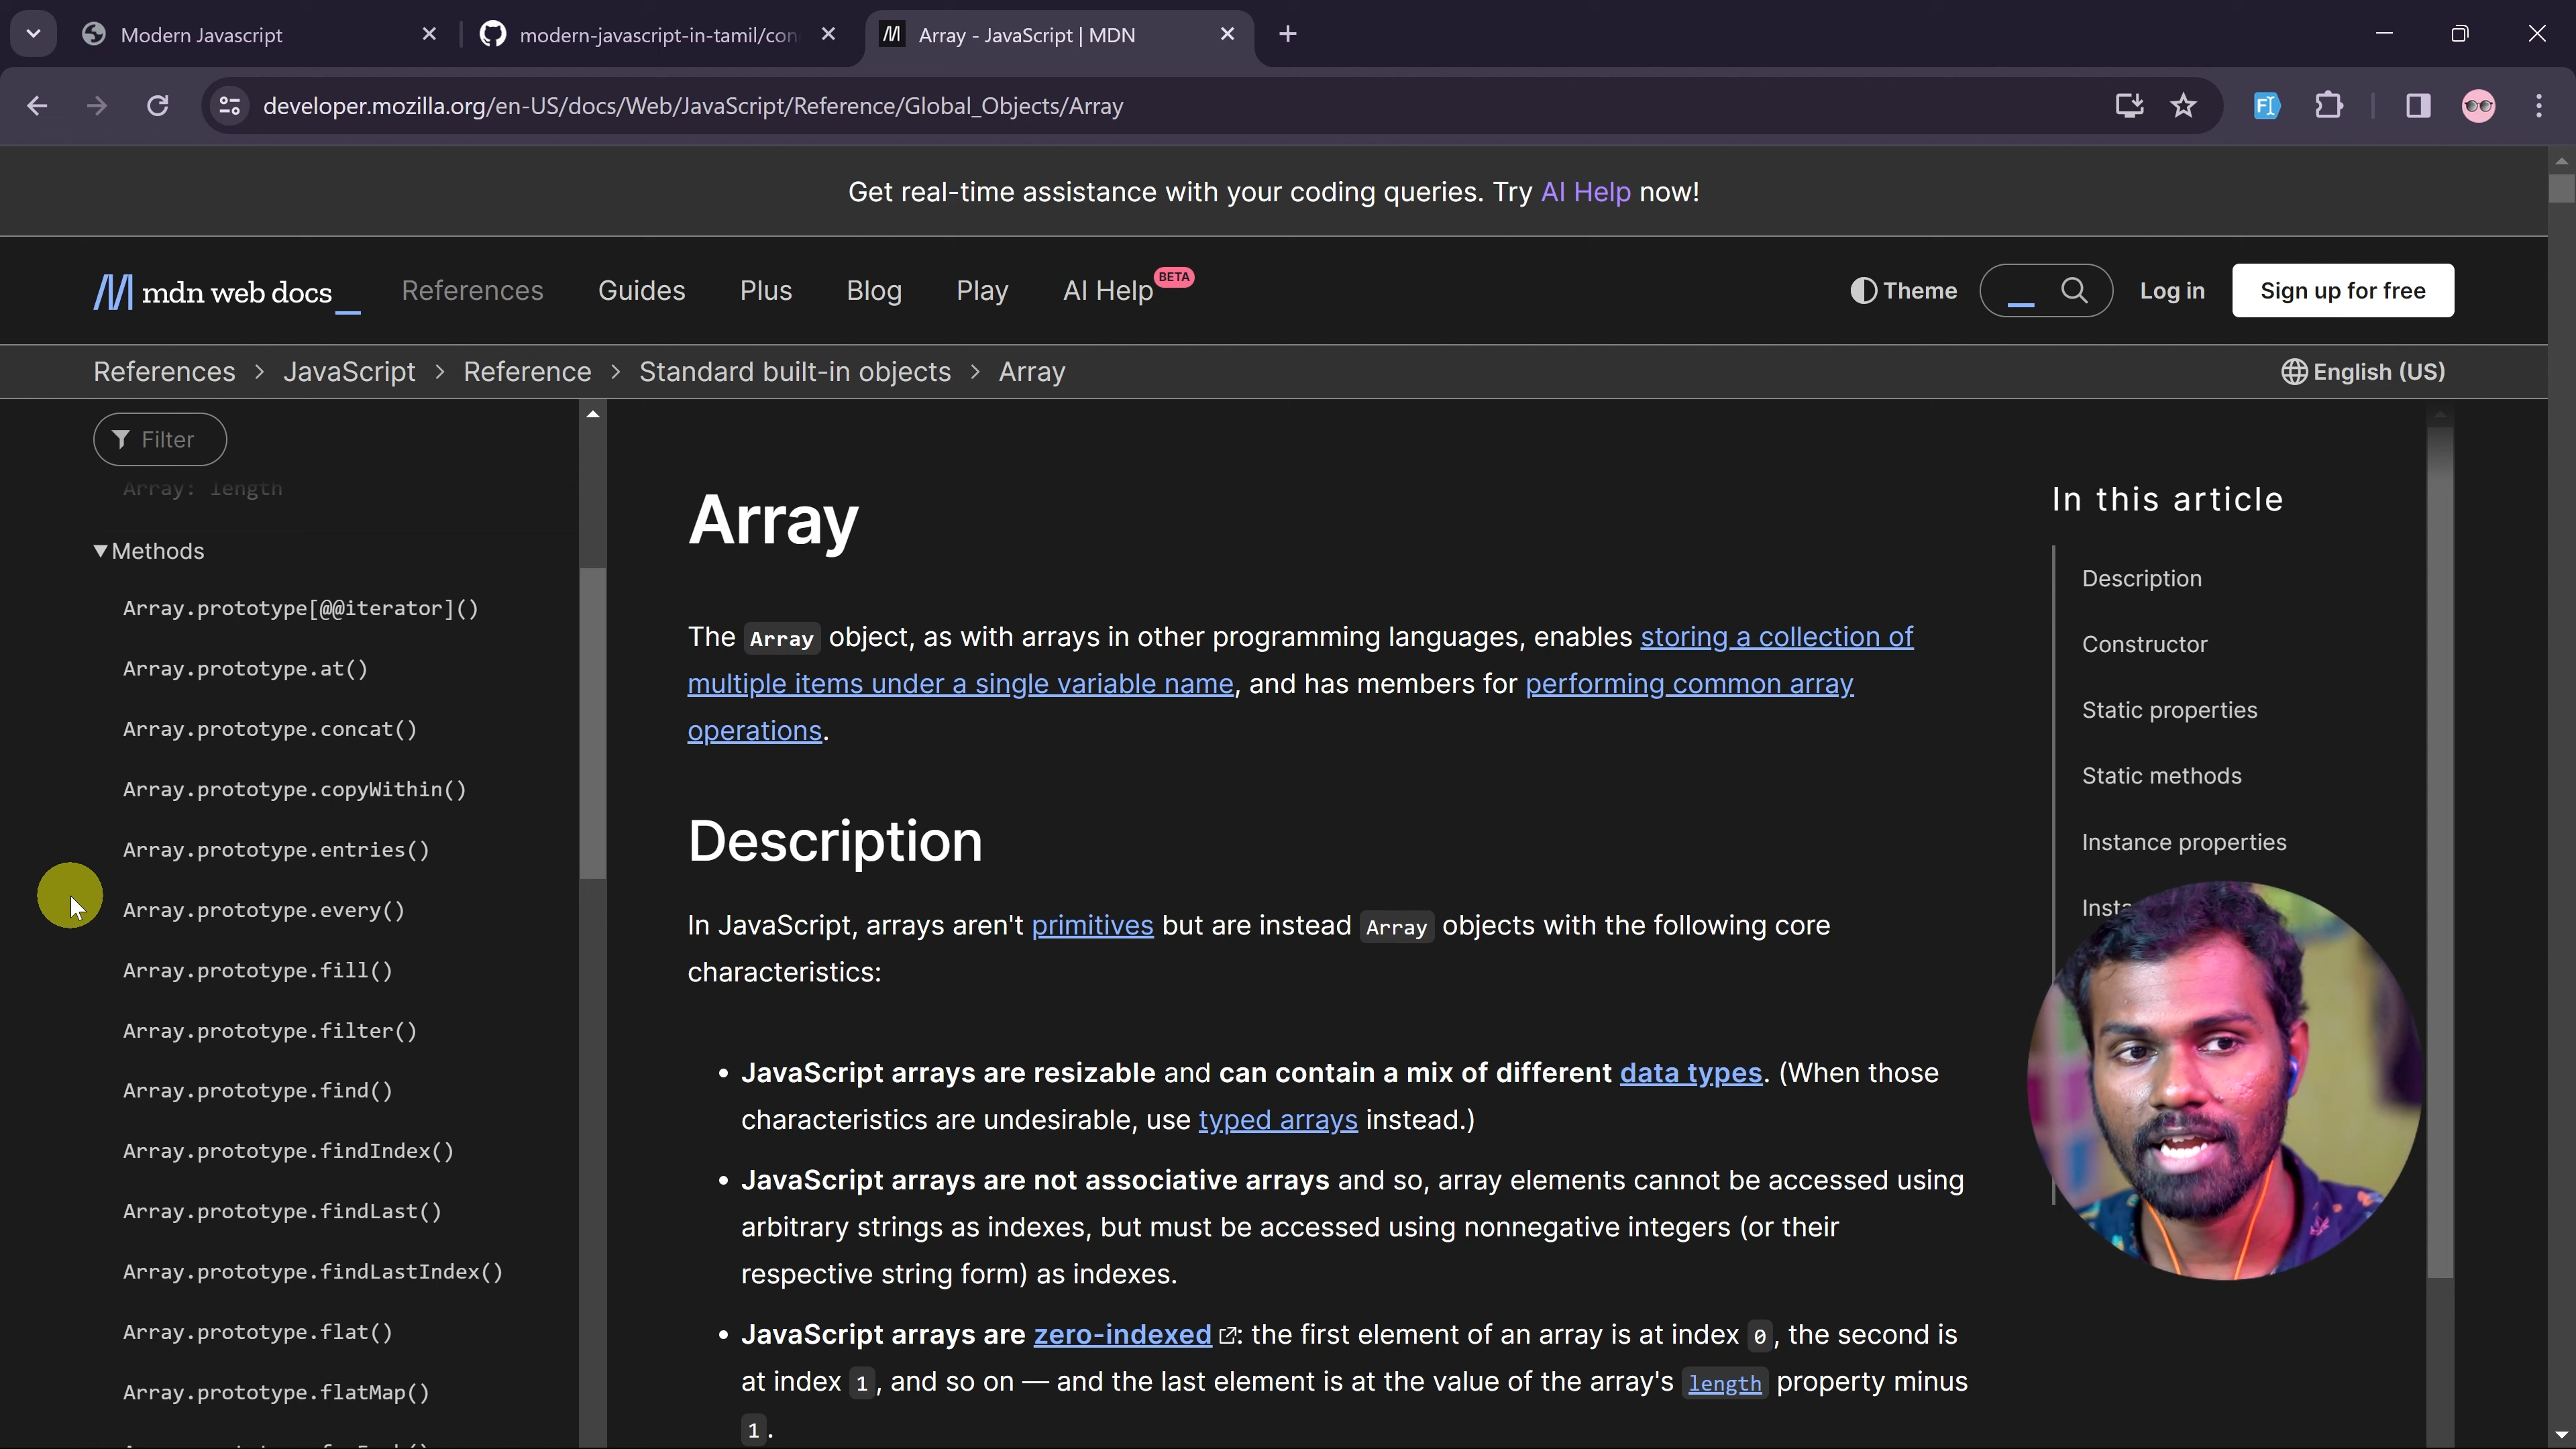 Modern Javascript
modern-javascript-in-tamil/con
Array - JavaScript | MDN
developer.mozilla.org/en-US/docs/Web/JavaScript/Reference/Global_Objects/Array
Get real-time assistance with your coding queries. Try AI Help now!
mdn web docs
References
Guides
Plus
Blog
Play
AI Help
BETA
Theme
Log in
Sign up for free
References > JavaScript > Reference > Standard built-in objects > Array
English (US)
Filter
Array: length
Methods
Array.prototype[@@iterator]()
Array.prototype.at()
Array.prototype.concat()
Array.prototype.copyWithin()
Array.prototype.entries()
Array.prototype.every()
Array.prototype.fill()
Array.prototype.filter()
Array.prototype.find()
Array.prototype.findIndex()
Array.prototype.findLast()
Array.prototype.findLastIndex()
Array.prototype.flat()
Array.prototype.flatMap()
Array
The Array object, as with arrays in other programming languages, enables storing a collection of
multiple items under a single variable name, and has members for performing common array
operations.
Description
In JavaScript, arrays aren't primitives but are instead Array objects with the following core
characteristics:
• JavaScript arrays are resizable and can contain a mix of different data types. (When those
characteristics are undesirable, use typed arrays instead.)
• JavaScript arrays are not associative arrays and so, array elements cannot be accessed using
arbitrary strings as indexes, but must be accessed using nonnegative integers (or their
respective string form) as indexes.
• JavaScript arrays are zero-indexed: the first element of an array is at index 0, the second is
at index 1, and so on — and the last element is at the value of the array's length property minus
1.
In this article
Description
Constructor
Static properties
Static methods
Instance properties